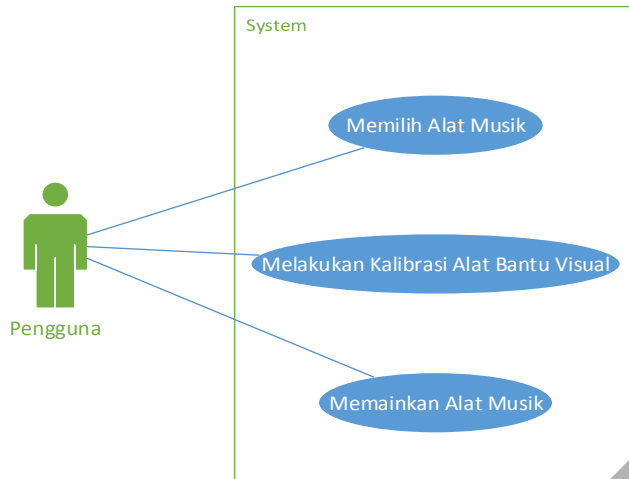 System
Memilih Alat Musik
Melakukan Kalibrasi Alat Bantu Visual
Pengguna
Memainkan Alat Musik